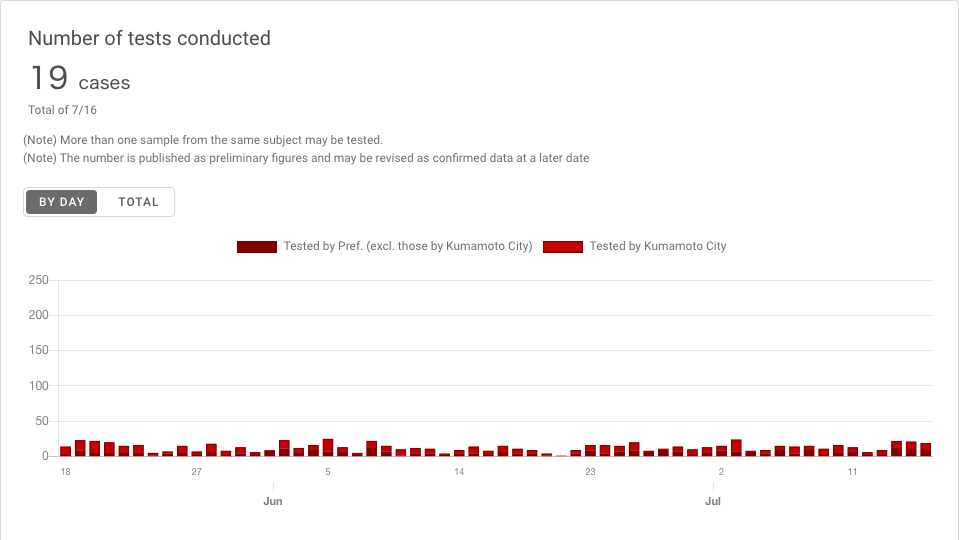 Number of tests conducted
19 cases
Total of 7/16
(Note) More than one sample from the same subject may be tested.
(Note) The number is published as preliminary figures and may be revised as confirmed data at a later date
BY DAY TOTAL
Tested by Pref. (excl. those by Kumamoto City) Tested by Kumamoto City
250
200
150
100
50
0
18 27 5 14 23 2 11
Jun Jul